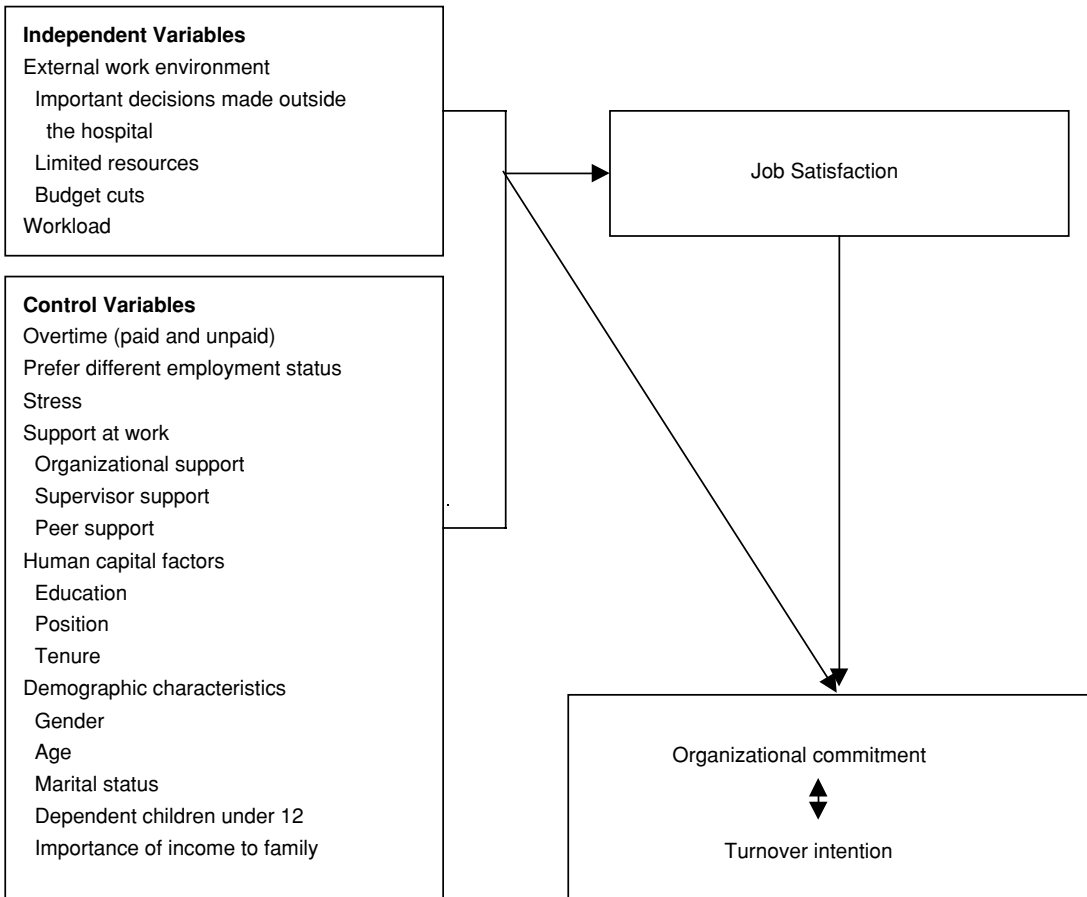 Independent Variables
External work environment
Important decisions made outside
the hospital
Limited resources
Budget cuts
Workload
Job Satisfaction
Control Variables
Overtime (paid and unpaid)
Prefer different employment status
Stress
Support at work
Organizational support
Supervisor support
Peer support
Human capital factors
Education
Position
Tenure
Demographic characteristics
Gender
Age
Marital status
Dependent children under 12
Importance of income to family
Organizational commitment
Turnover intention